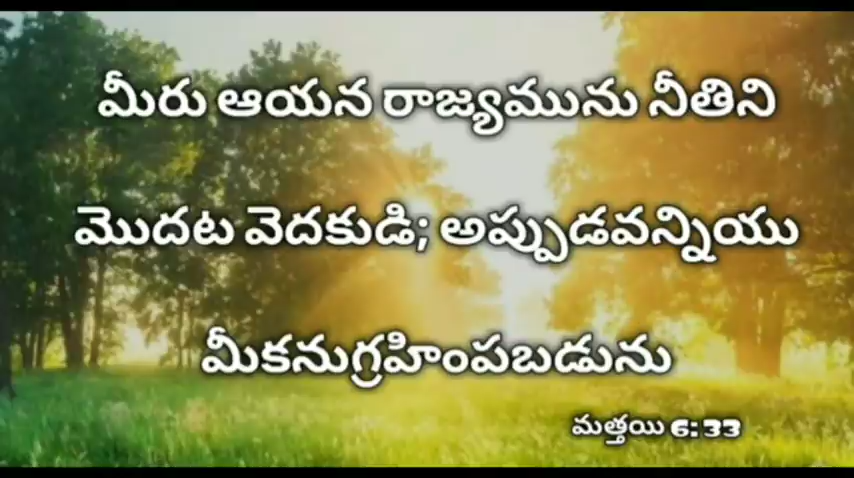 మీరు ఆయన రాజ్యమును నీతిని
మొదట వెదకుడి; అప్పుడవన్నియు
మీకనుగ్రహింపబడును
మత్తయి 6:33